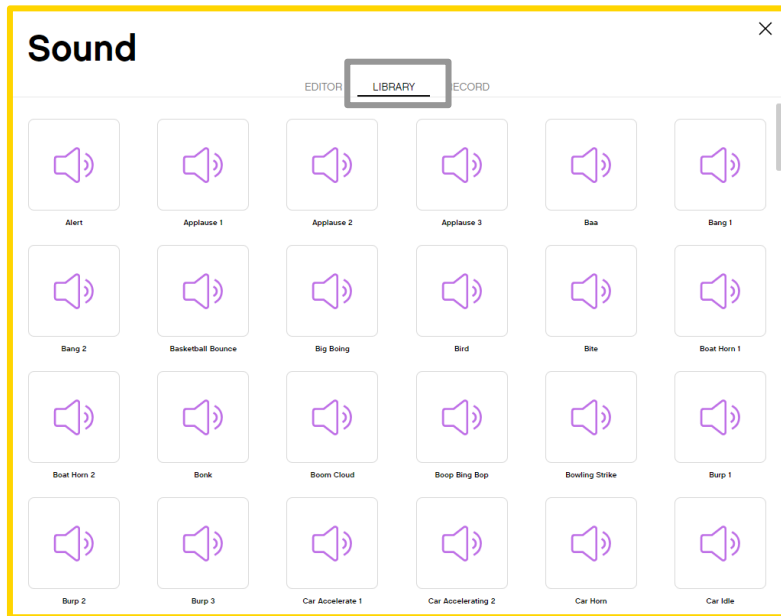 Sound
EDITOR LIBRARY RECORD
Alert Applause 1 Applause 2 Applause 3 Baa Bang 1
Bang 2 Basketball Bounce Big Boing Bird Bite Boat Horn 1
Boat Horn 2 Bonk Boom Cloud Boop Bing Bop Bowling Strike Burp 1
Burp 2 Burp 3 Car Accelerate 1 Car Accelerating 2 Car Horn Car Idle